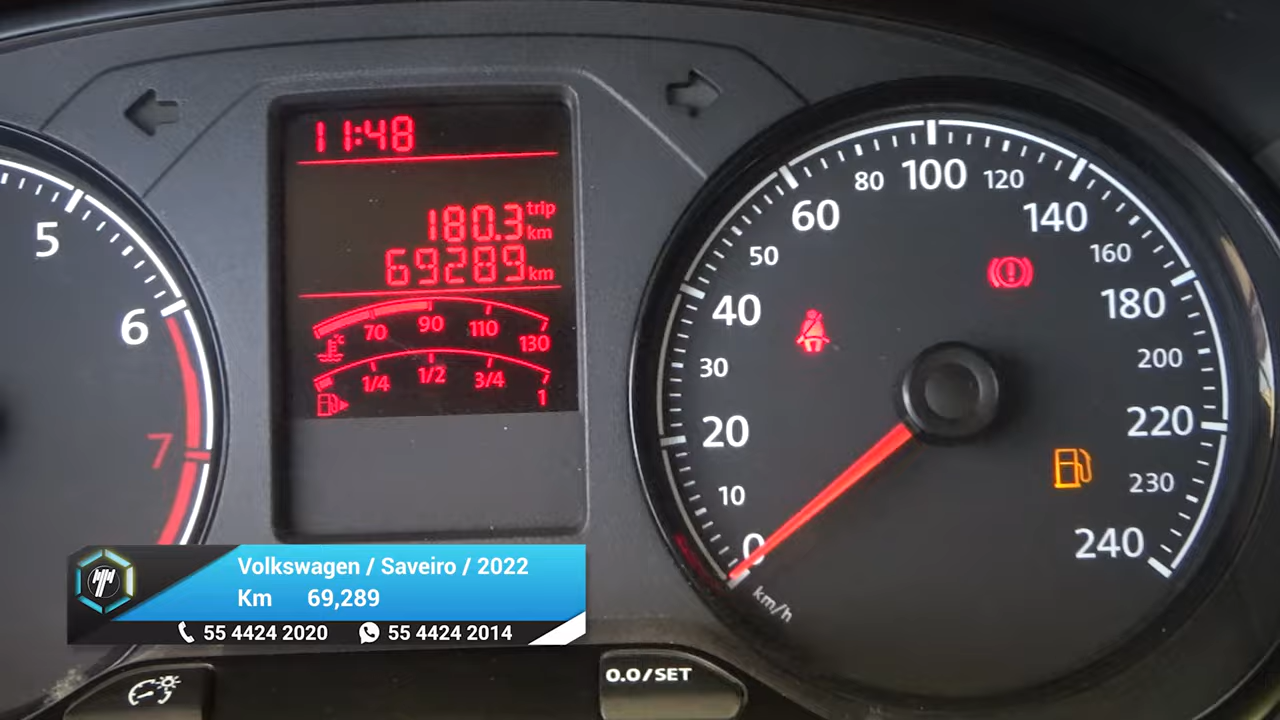 11:48
180.3 trip km
69289 km
70 90 110 130
°C
1/4 1/2 3/4 1
5
6
7
0
10
20
30
40
50
60
80
100
120
140
160
180
200
220
230
240
km/h
Volkswagen / Saveiro / 2022
Km 69,289
55 4424 2020 55 4424 2014
0.0/SET